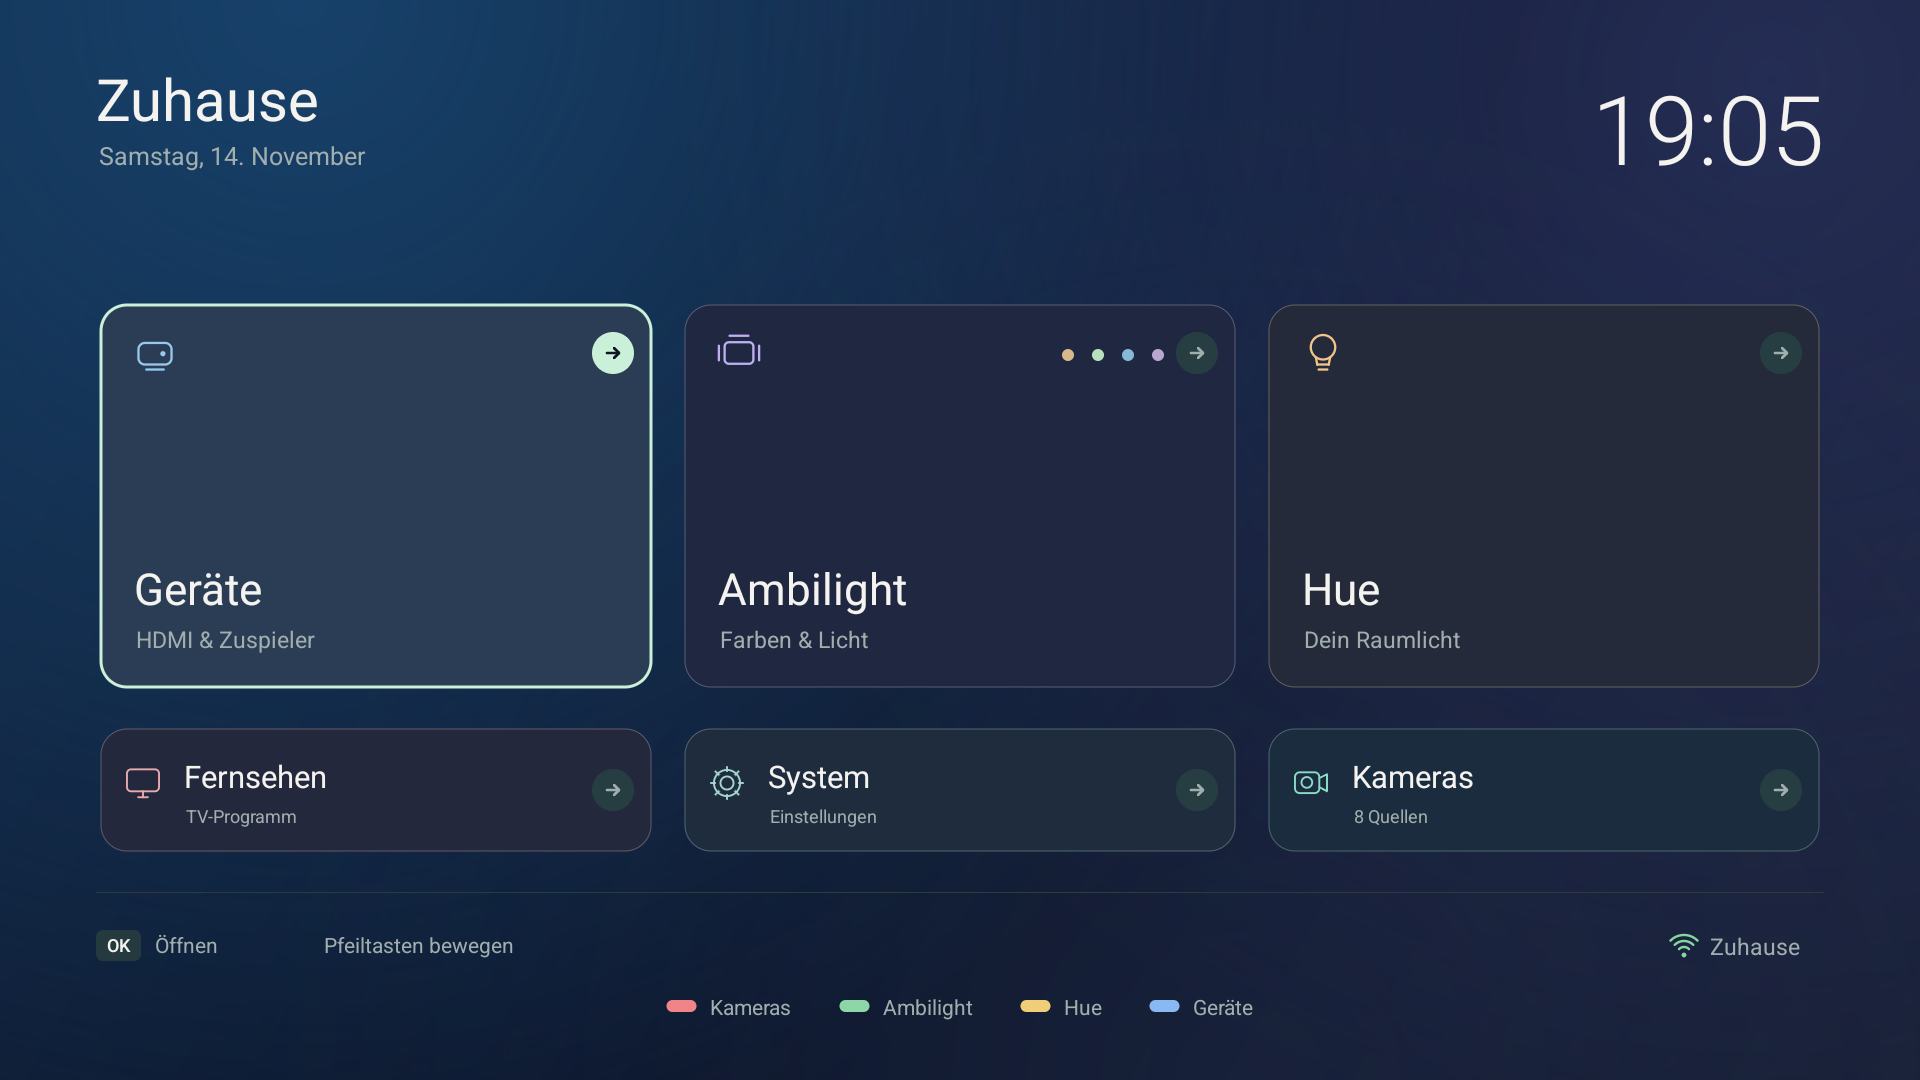 Zuhause
Samstag, 14. November
19:05
Geräte
HDMI & Zuspieler
Ambilight
Farben & Licht
Hue
Dein Raumlicht
Fernsehen
TV-Programm
System
Einstellungen
Kameras
8 Quellen
OK Öffnen
Pfeiltasten bewegen
Zuhause
Kameras
Ambilight
Hue
Geräte